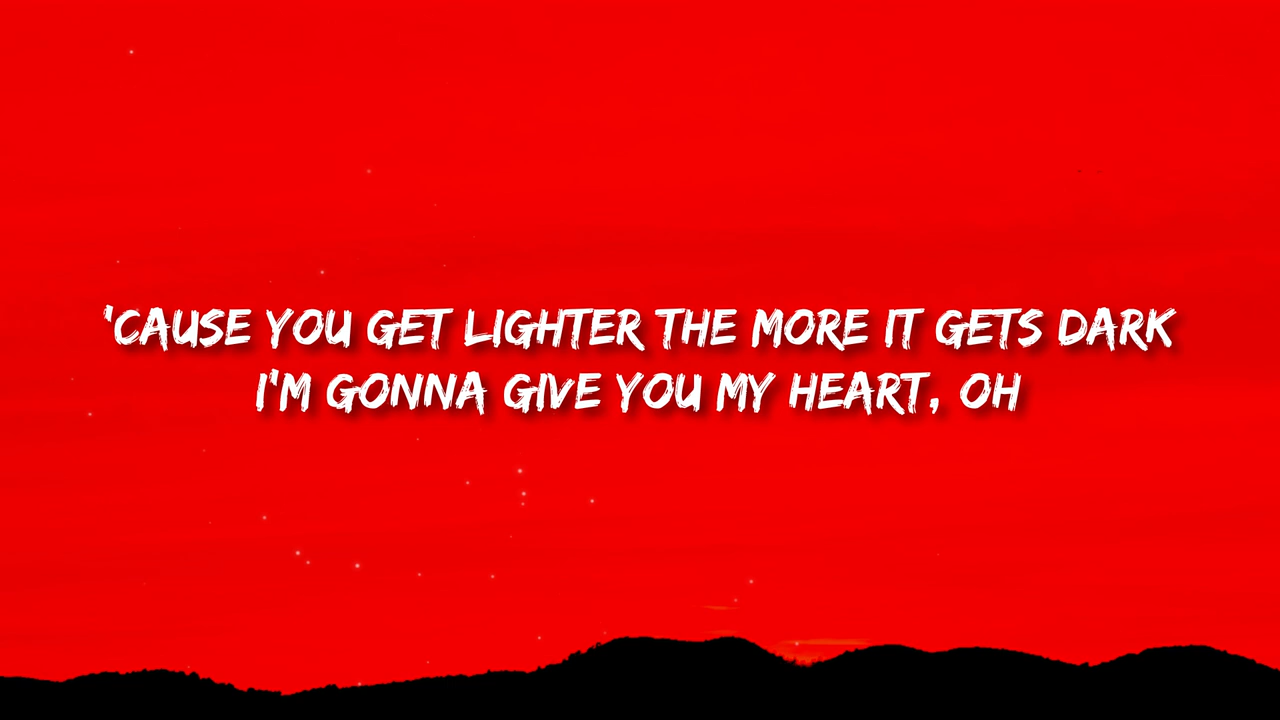 'CAUSE YOU GET LIGHTER THE MORE IT GETS DARK
I'M GONNA GIVE YOU MY HEART, OH